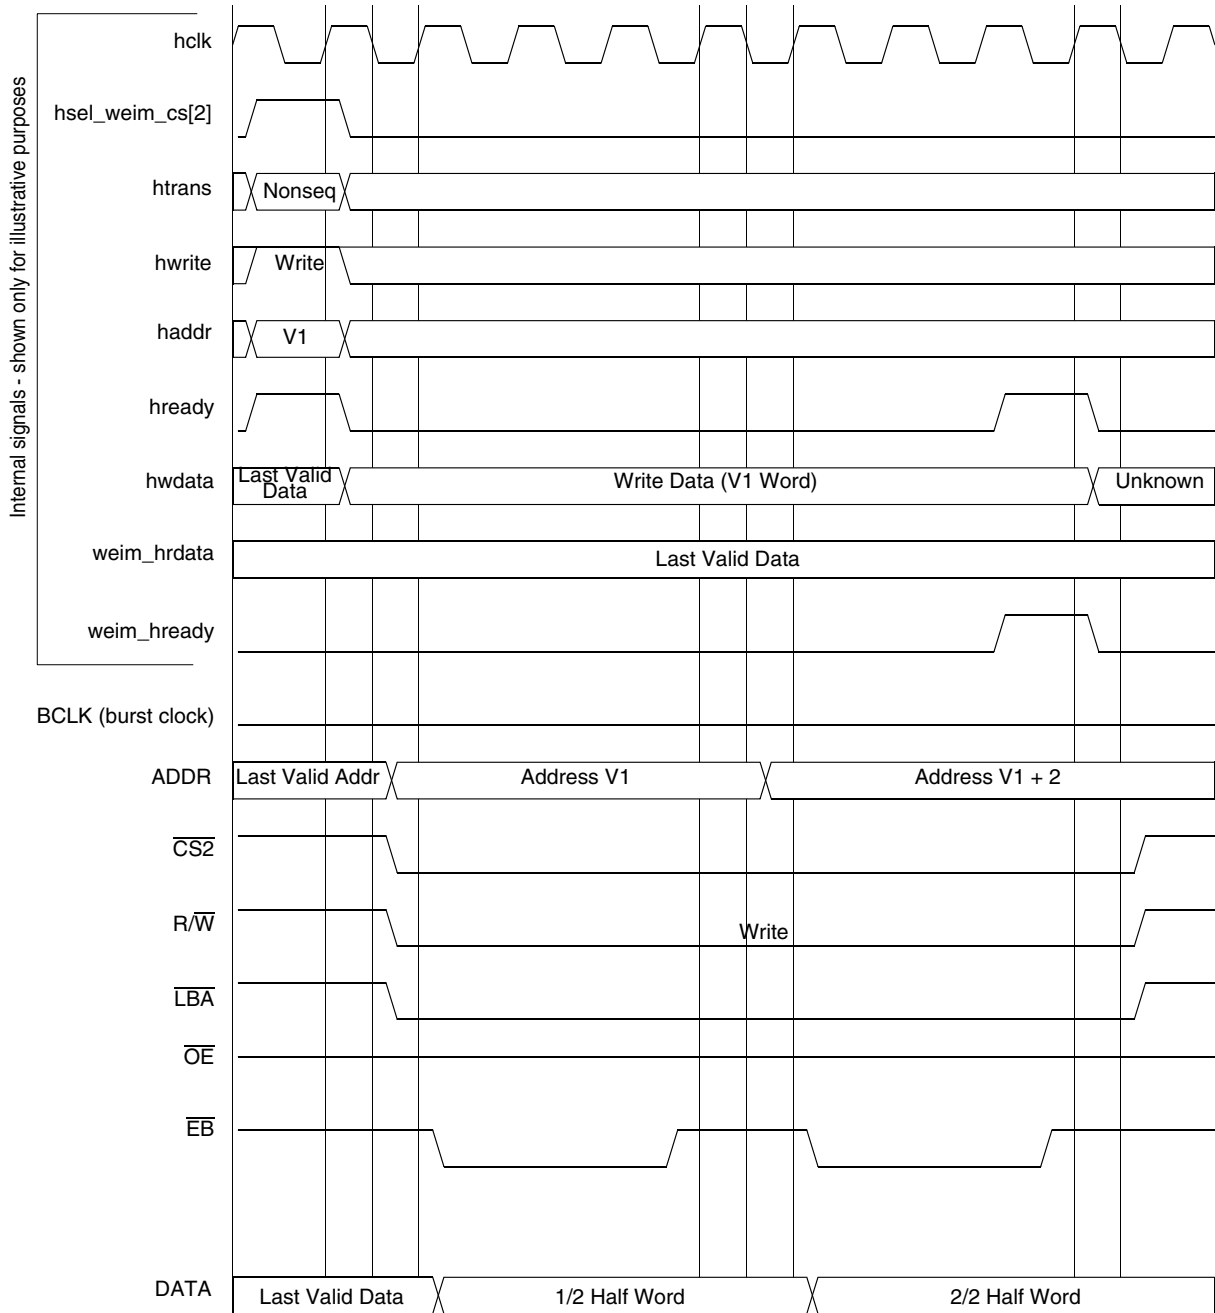 Internal signals - shown only for illustrative purposes
hclk
hsel_weim_cs[2]
htrans
Nonseq
hwrite
Write
haddr
V1
hready
hwdata
Last Valid
Data
Write Data (V1 Word)
Unknown
weim_hrdata
Last Valid Data
weim_hready
BCLK (burst clock)
ADDR
Last Valid Addr
Address V1
Address V1 + 2
CS2
R/W
Write
LBA
OE
EB
DATA
Last Valid Data
1/2 Half Word
2/2 Half Word